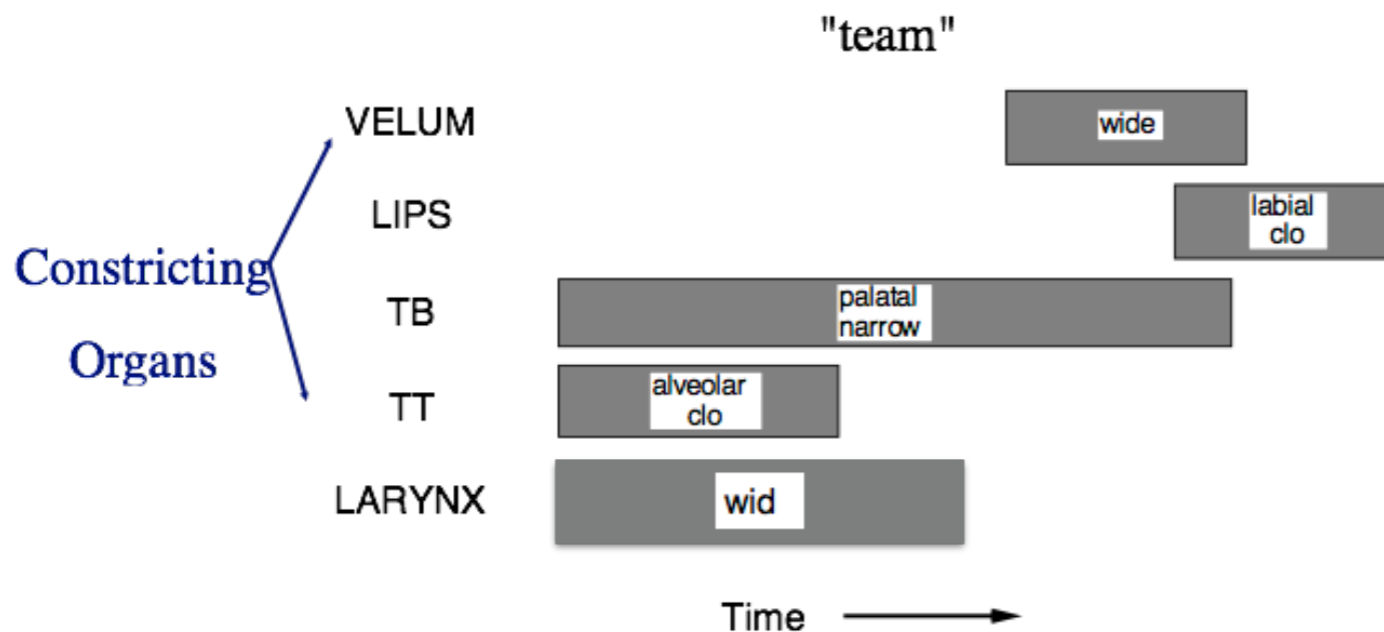 "team"
VELUM
wide
LIPS
labial
clo
Constricting
Organs
TB
palatal
narrow
TT
alveolar
clo
LARYNX
wid
Time